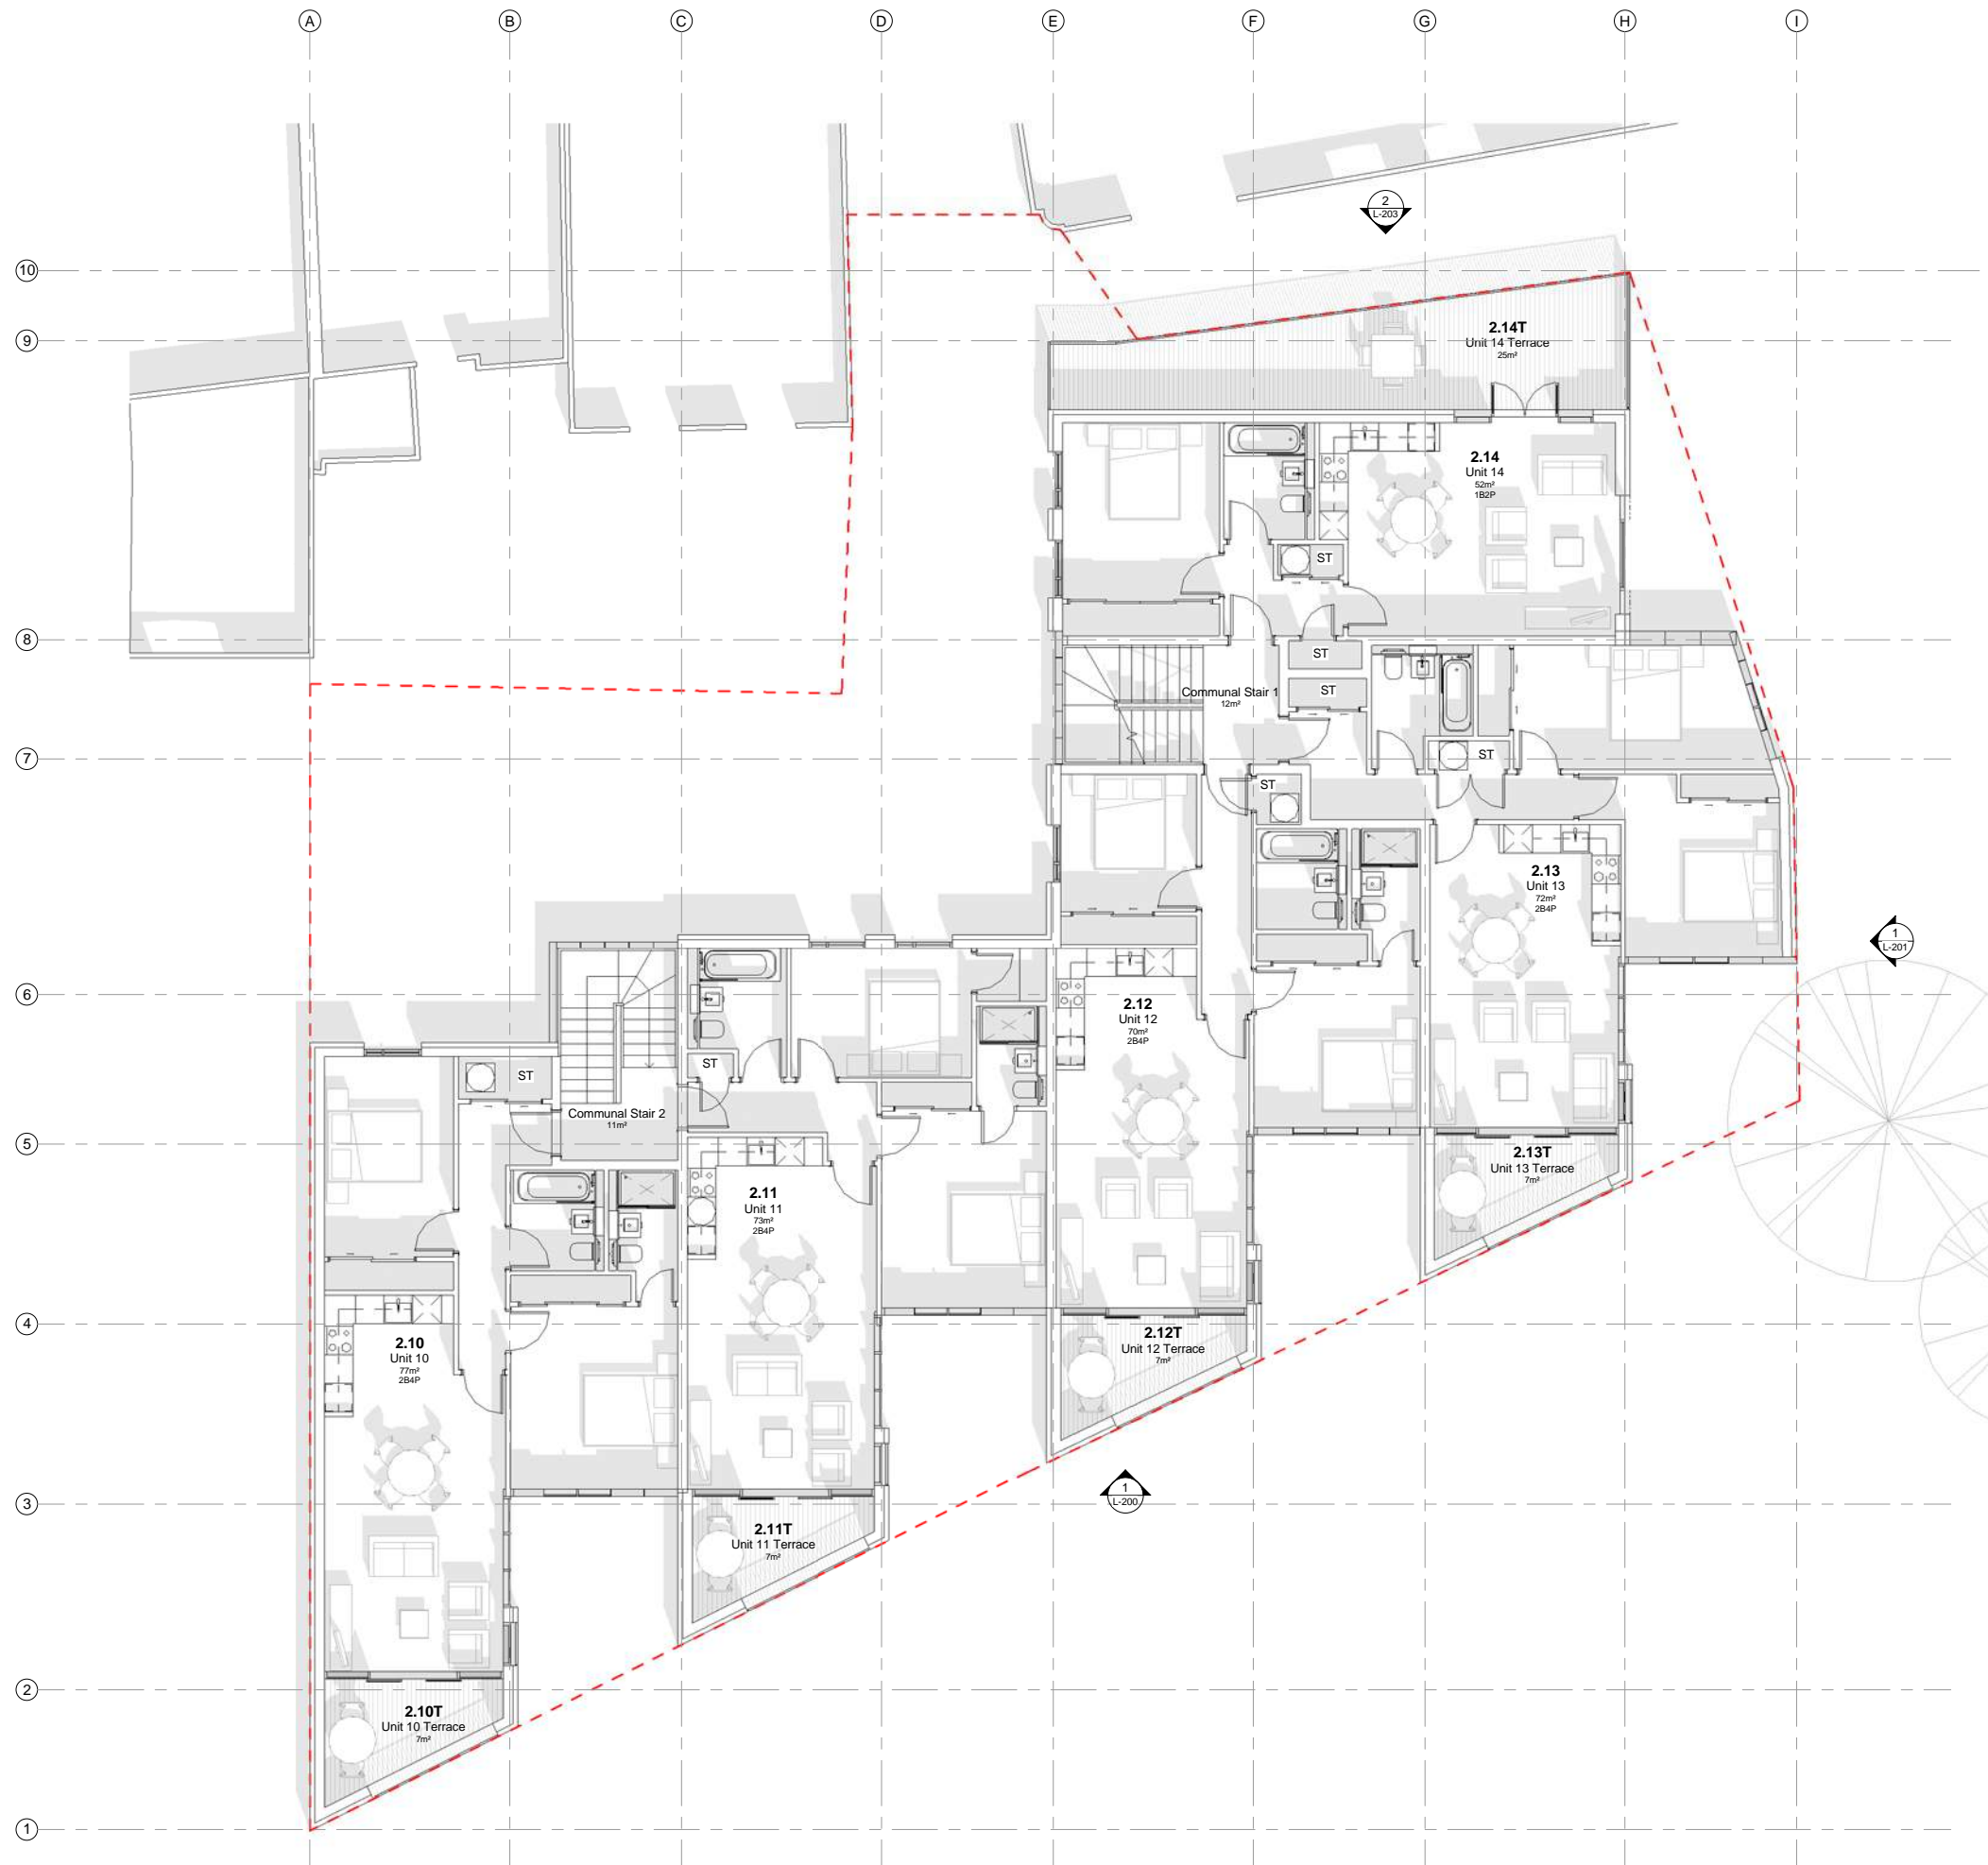 A
B
C
D
E
F
G
H
I
10
9
8
7
6
5
4
3
2
1
2
L-203
2.14T
Unit 14 Terrace
25m²
2.14
Unit 14
52m²
1B2P
ST
ST
ST
Communal Stair 1
12m²
ST
ST
2.13
Unit 13
72m²
2B4P
1
L-201
2.12
Unit 12
70m²
2B4P
ST
ST
Communal Stair 2
11m²
2.13T
Unit 13 Terrace
7m²
2.11
Unit 11
73m²
2B4P
2.12T
Unit 12 Terrace
7m²
2.10
Unit 10
77m²
2B4P
1
L-200
2.11T
Unit 11 Terrace
7m²
2.10T
Unit 10 Terrace
7m²